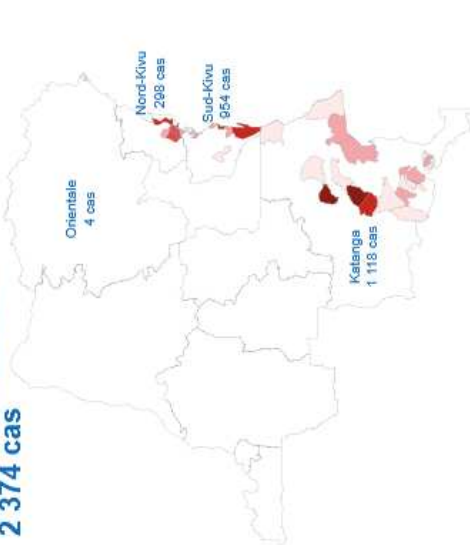 2 374 cas
Orientale
4 cas
Nord-Kivu
298 cas
Sud-Kivu
954 cas
Katanga
1 118 cas